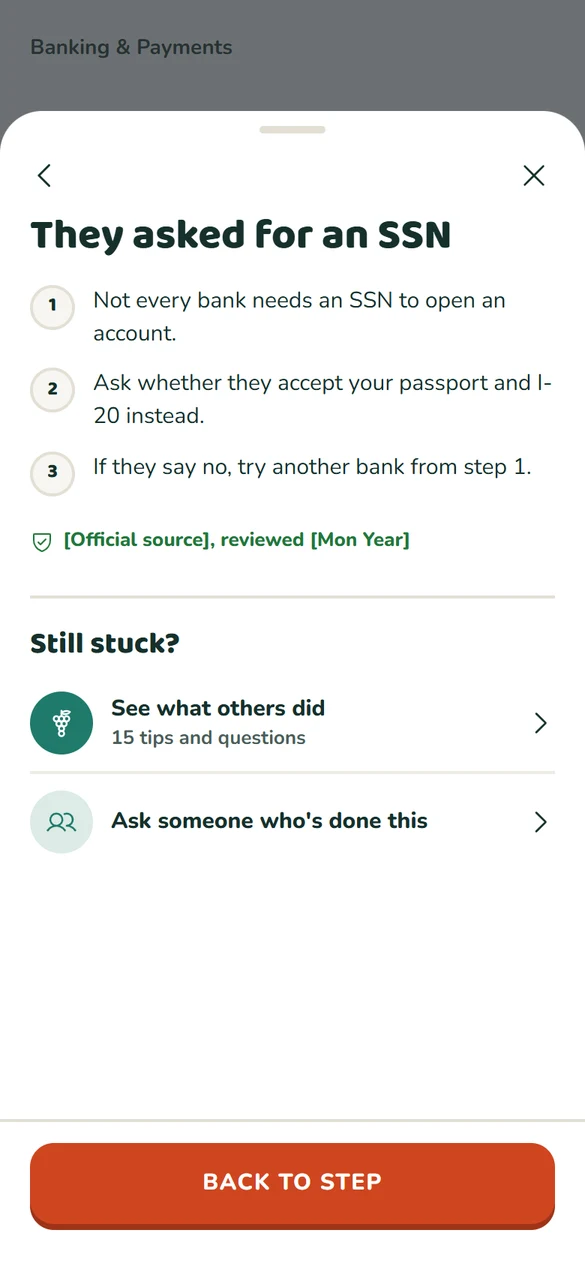 Banking & Payments
They asked for an SSN
1
Not every bank needs an SSN to open an
account.
2
Ask whether they accept your passport and I-
20 instead.
3
If they say no, try another bank from step 1.
[Official source], reviewed [Mon Year]
Still stuck?
See what others did
15 tips and questions
Ask someone who's done this
BACK TO STEP